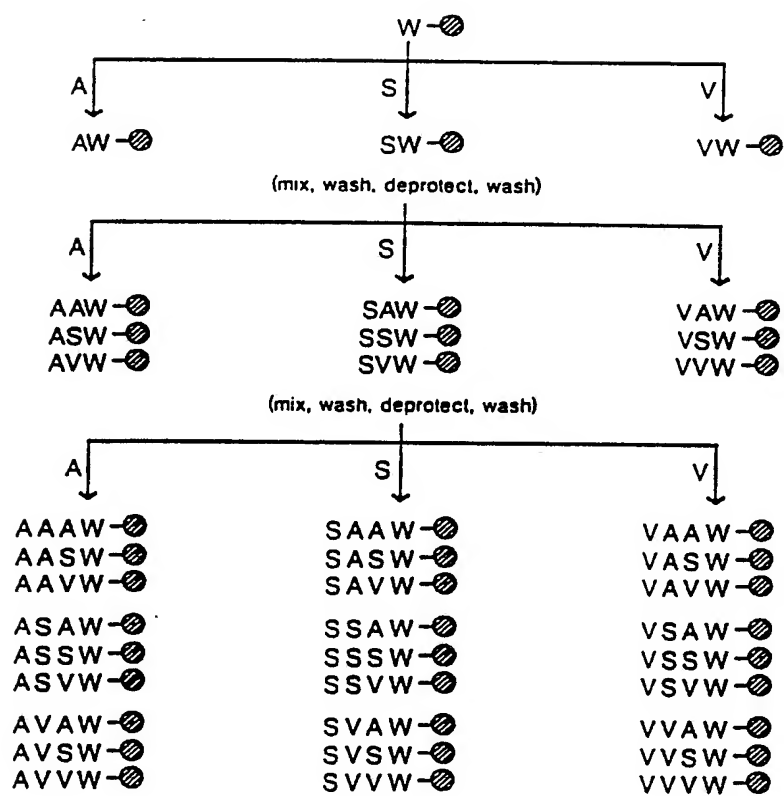 W
A S V
AW SW VW
(mix, wash, deprotect, wash)
A S V
AAW SAW VAW
ASW SSW VSW
AVW SVW VVW
(mix, wash, deprotect, wash)
A S V
AAAW SAAW VAAW
AASW SASW VASW
AAVW SAVW VAVW
ASAW SSAW VSAW
ASSW SSSW VSSW
ASVW SSVW VSVW
AVAW SVAW VVAW
AVSW SVSW VVSW
AVVW SVVW VVVW